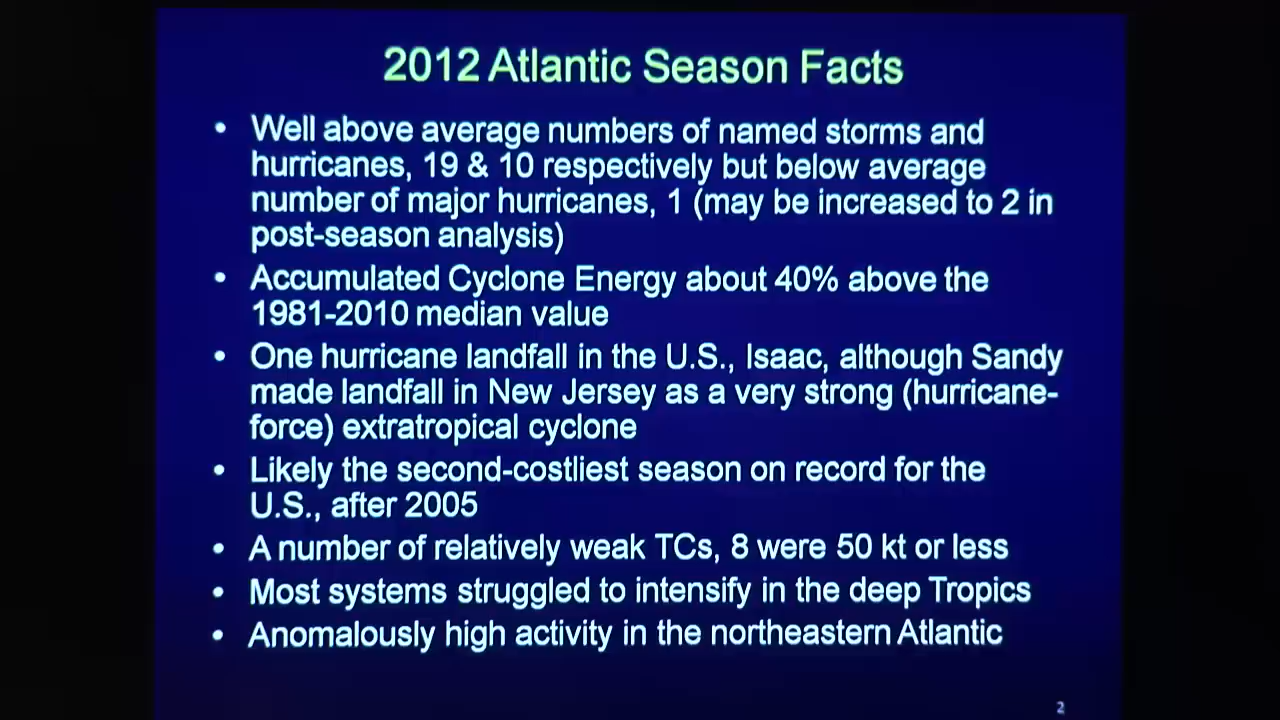 2012 Atlantic Season Facts
• Well above average numbers of named storms and
hurricanes, 19 & 10 respectively but below average
number of major hurricanes, 1 (may be increased to 2 in
post-season analysis)
• Accumulated Cyclone Energy about 40% above the
1981-2010 median value
• One hurricane landfall in the U.S., Isaac, although Sandy
made landfall in New Jersey as a very strong (hurricane-
force) extratropical cyclone
• Likely the second-costliest season on record for the
U.S., after 2005
• A number of relatively weak TCs, 8 were 50 kt or less
• Most systems struggled to intensify in the deep Tropics
• Anomalously high activity in the northeastern Atlantic
2